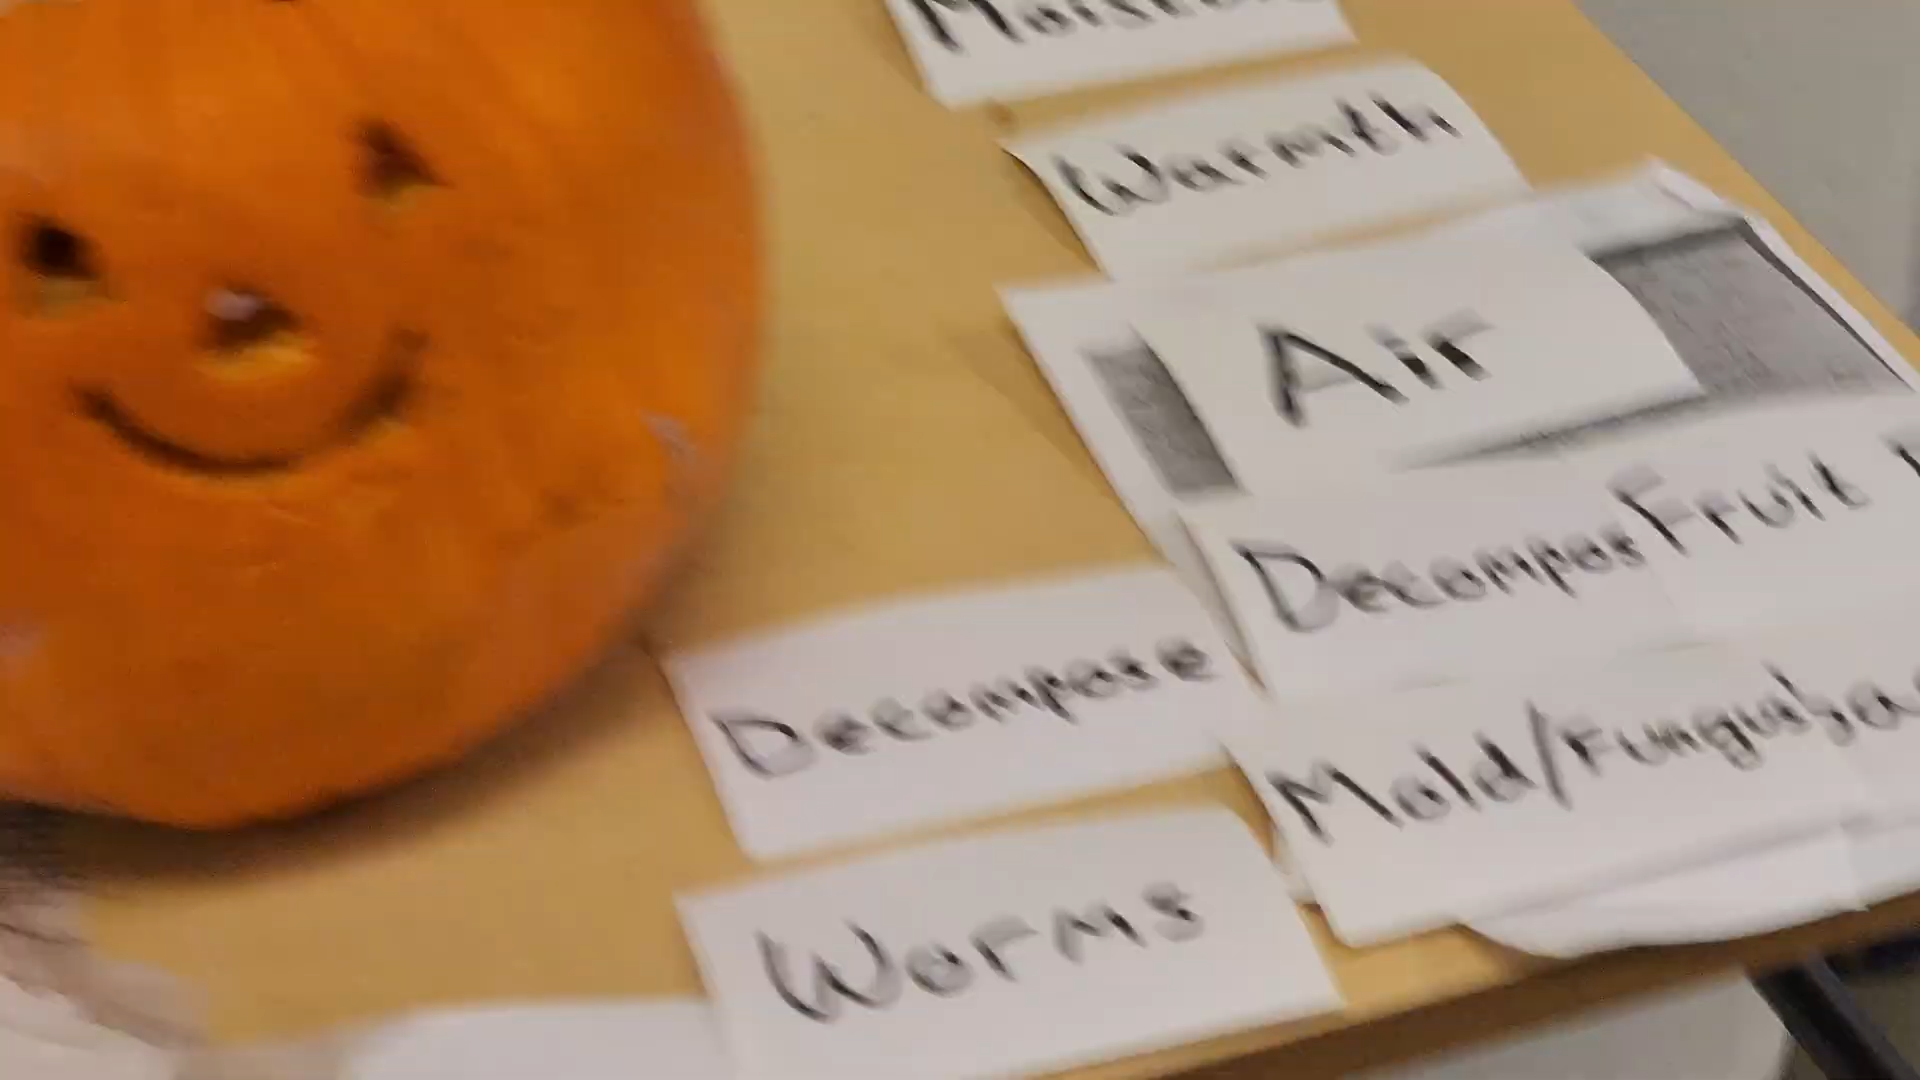 Warmth
Air
Decompos
Fruit
Decompose
Mold/Fungus
Worms